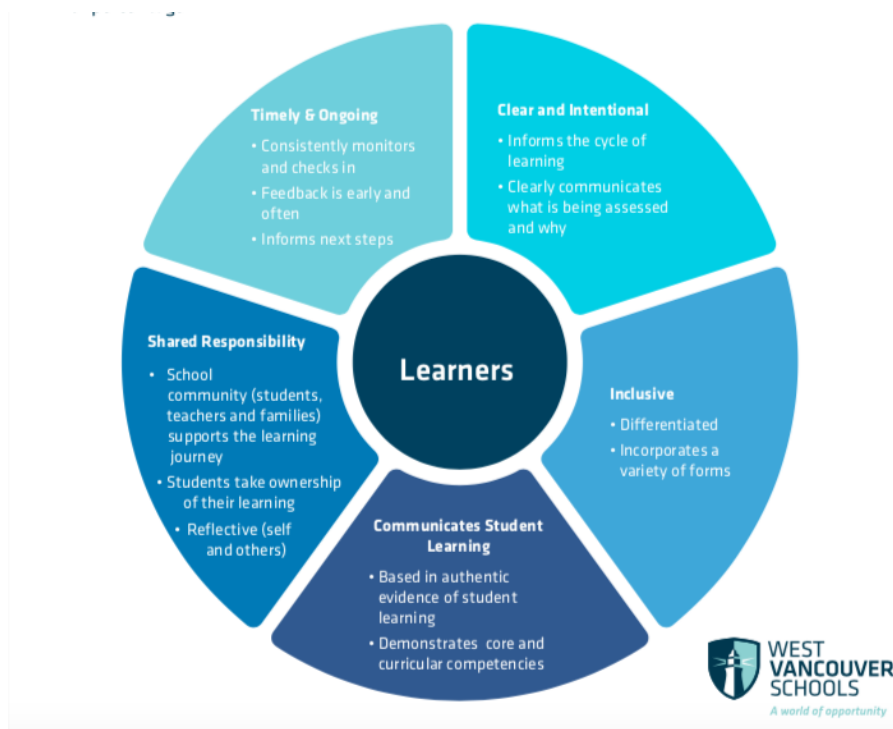 Timely & Ongoing
• Consistently monitors
and checks in
• Feedback is early and
often
• Informs next steps
Clear and Intentional
• Informs the cycle of
learning
• Clearly communicates
what is being assessed
and why
Inclusive
• Differentiated
• Incorporates a
variety of forms
Communicates Student
Learning
• Based in authentic
evidence of student
learning
• Demonstrates core and
curricular competencies
Shared Responsibility
• School
community (students,
teachers and families)
supports the learning
journey
• Students take ownership
of their learning
• Reflective (self
and others)
Learners
WEST
VANCOUVER
SCHOOLS
A world of opportunity